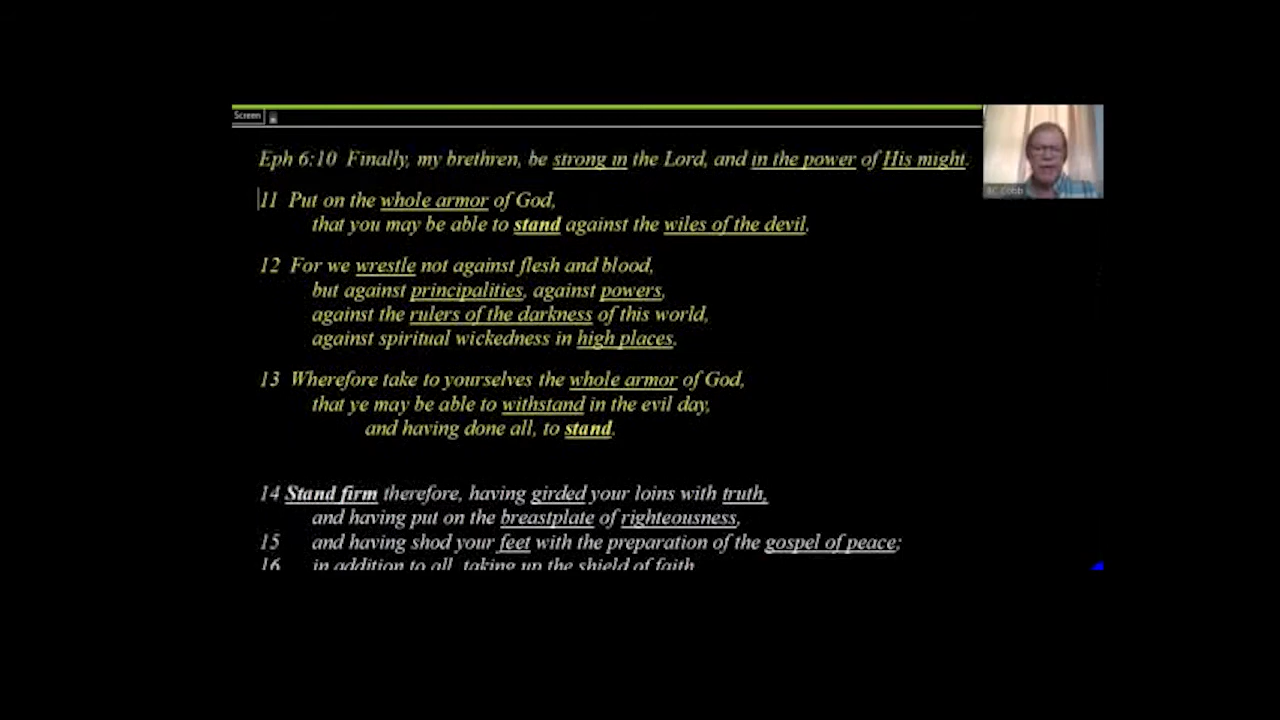 Screen
Eph 6:10 Finally, my brethren, be strong in the Lord, and in the power of His might.
RC Cobb
11 Put on the whole armor of God,
that you may be able to stand against the wiles of the devil.
12 For we wrestle not against flesh and blood,
but against principalities, against powers,
against the rulers of the darkness of this world,
against spiritual wickedness in high places.
13 Wherefore take to yourselves the whole armor of God,
that ye may be able to withstand in the evil day,
and having done all, to stand.
14 Stand firm therefore, having girded your loins with truth,
and having put on the breastplate of righteousness,
15 and having shod your feet with the preparation of the gospel of peace;
16 in addition to all, taking up the shield of faith